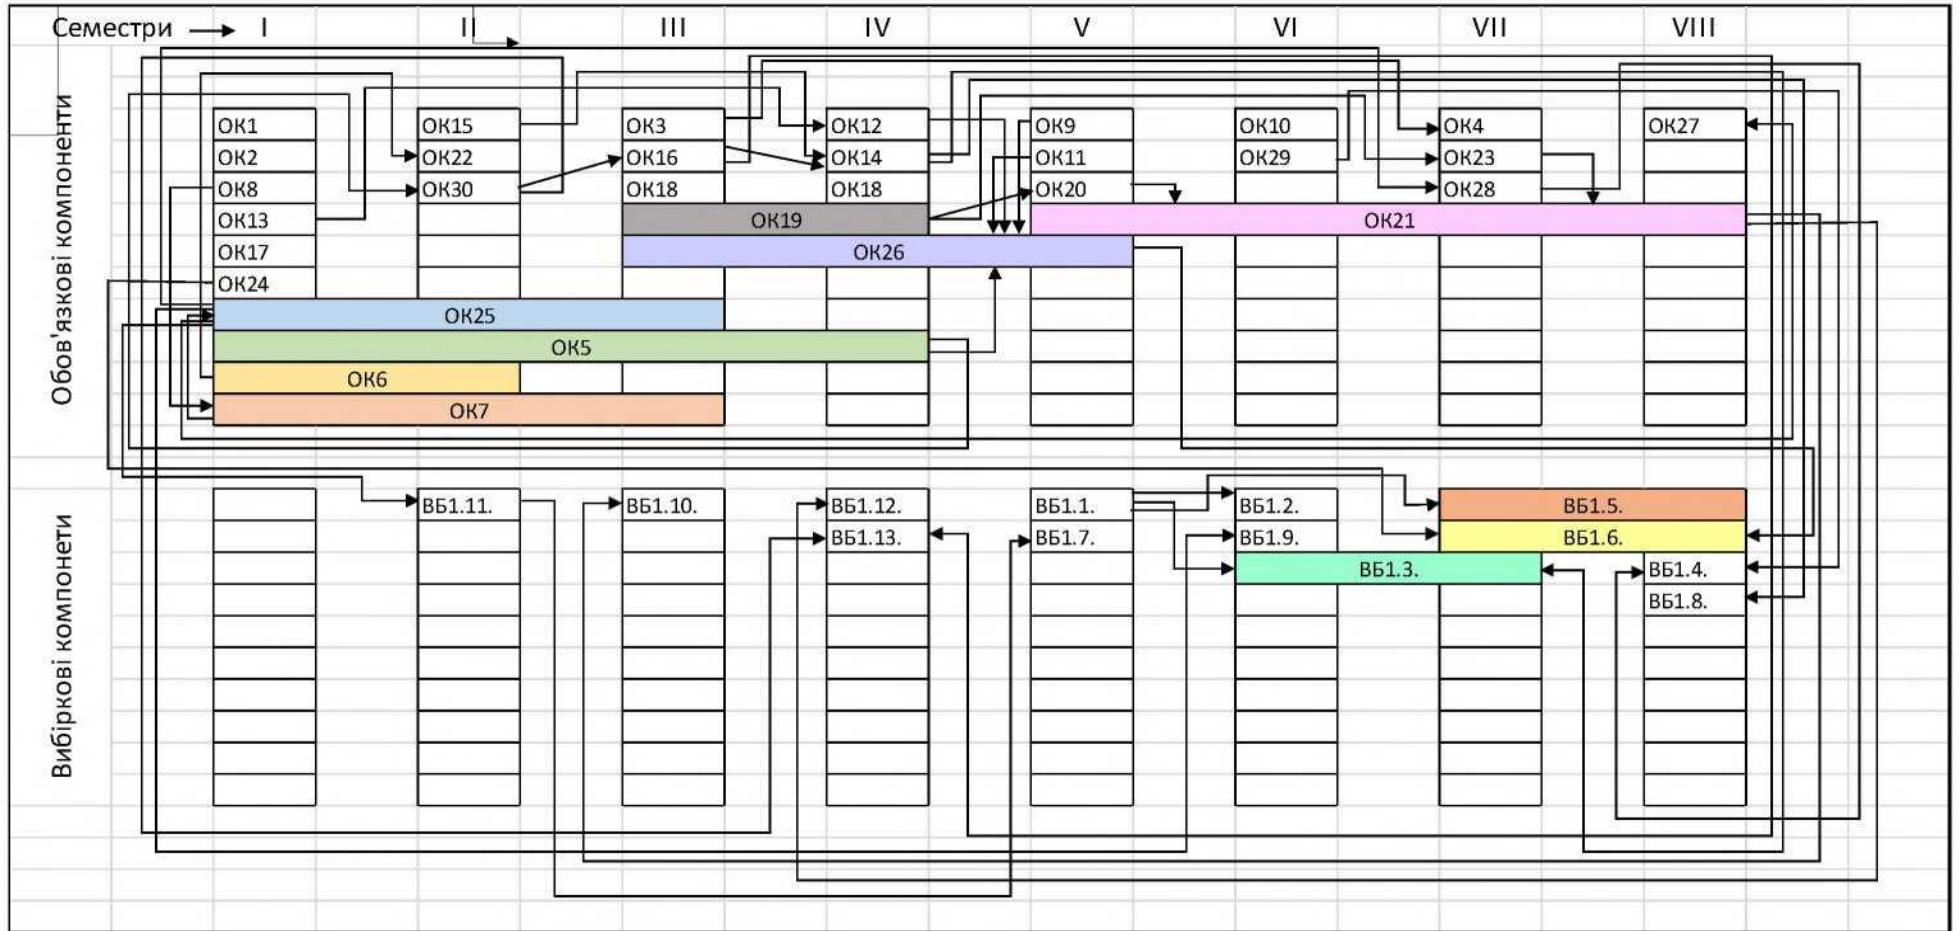 Семестри I II III IV V VI VII VIII
Обов'язкові компоненти
ОК1 ОК15 ОК3 ОК12 ОК9 ОК10 ОК4 ОК27
ОК2 ОК22 ОК16 ОК14 ОК11 ОК29 ОК23
ОК8 ОК30 ОК18 ОК18 ОК20 ОК28
ОК13 ОК19 ОК21
ОК17 ОК26
ОК24
ОК25
ОК5
ОК6
ОК7
Вибіркові компонети
ВБ1.11. ВБ1.10. ВБ1.12. ВБ1.1. ВБ1.2. ВБ1.5.
ВБ1.13. ВБ1.7. ВБ1.9. ВБ1.6.
ВБ1.3. ВБ1.4.
ВБ1.8.